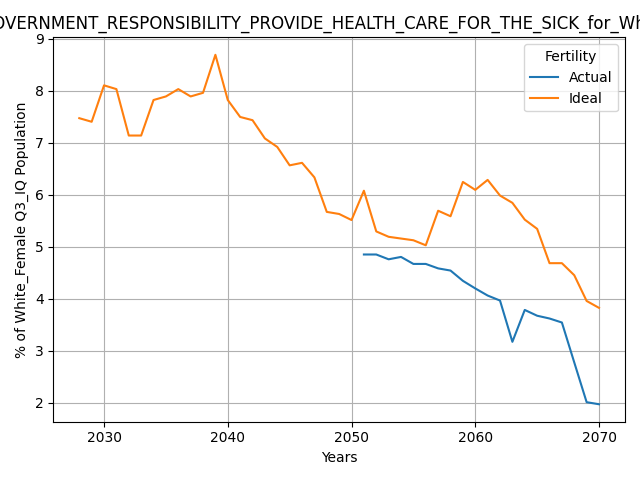 OVERNMENT_RESPONSIBILITY_PROVIDE_HEALTH_CARE_FOR_THE_SICK_for_Wh
9
8
7
6
5
4
3
2
% of White_Female Q3_IQ Population
Fertility
Actual
Ideal
2030 2040 2050 2060 2070
Years